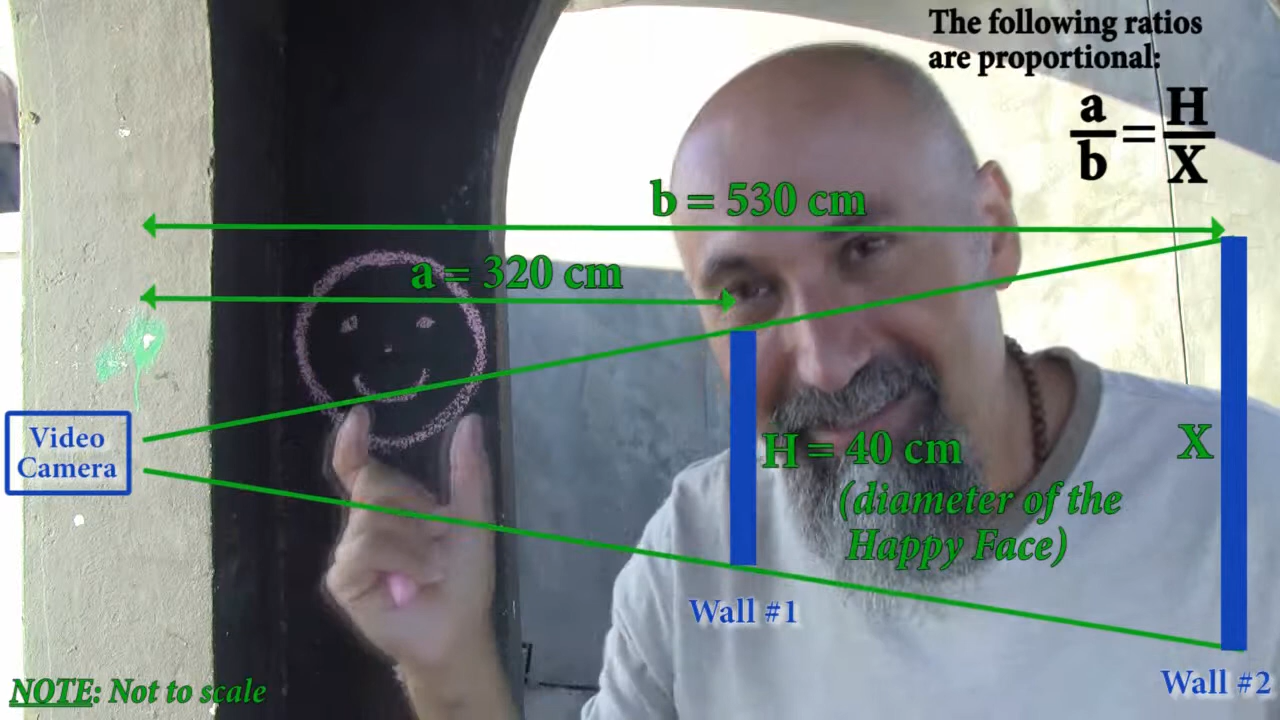 The following ratios
are proportional:
a/b = H/X
b = 530 cm
a = 320 cm
Video
Camera
H = 40 cm
X
(diameter of the
Happy Face)
Wall #1
Wall #2
NOTE: Not to scale